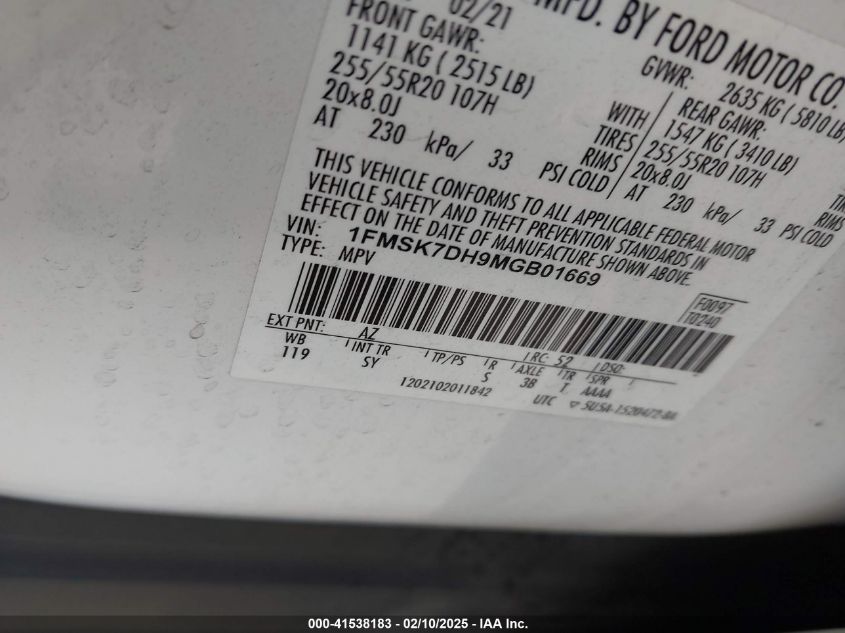 MFD. BY FORD MOTOR CO.
02/21
GVWR: 2635 KG ( 5810 LB
FRONT GAWR:
1141 KG ( 2515 LB)
WITH
255/55R20 107H
TIRES
20x8.0J
RIMS
AT 230 kPa/ 33 PSI COLD
REAR GAWR:
1547 KG ( 3410 LB)
255/55R20 107H
20x8.0J
RIMS
AT 230 kPa/ 33 PSI COLD
THIS VEHICLE CONFORMS TO ALL APPLICABLE FEDERAL MOTOR
VEHICLE SAFETY AND THEFT PREVENTION STANDARDS IN
EFFECT ON THE DATE OF MANUFACTURE SHOWN ABOVE.
VIN: 1FMSK7DH9MGB01669
TYPE: MPV
F0097
T0240
EXT PNT: AZ RC: 52 DSO:
WB INT TR TP/PS R AXLE TR SPR
119 SY S 3B T AAAA
1202102011842
UTC ▽ SUSA-1520472-BA
000-41538183 - 02/10/2025 - IAA Inc.